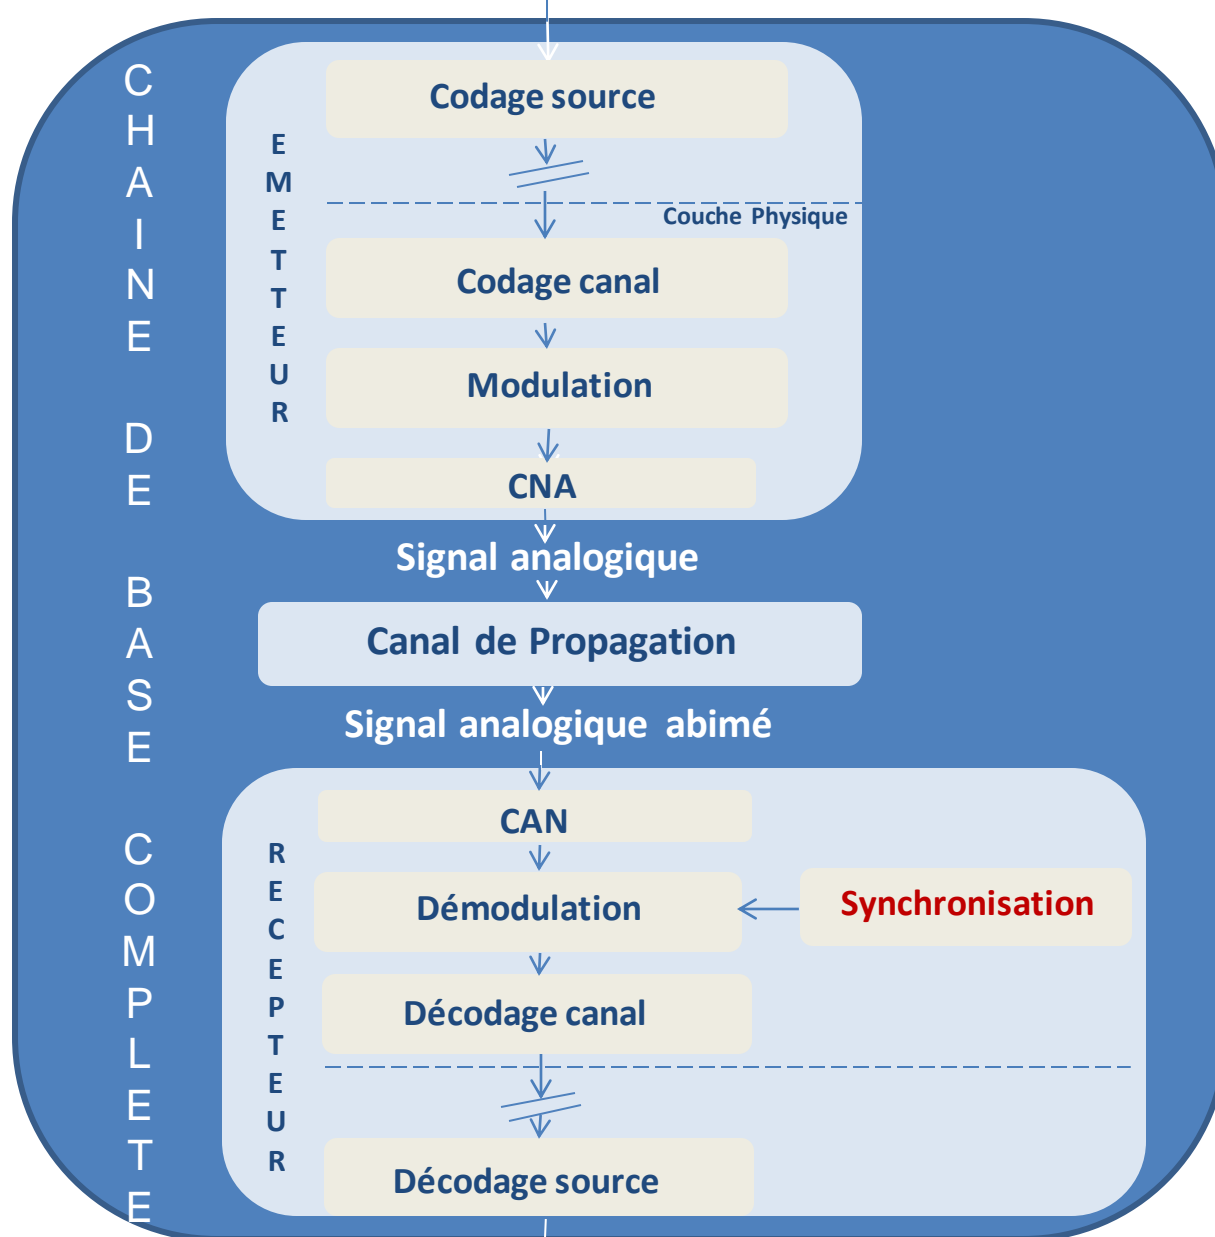 CHAINE DE BASE COMPLETE
EMETTEUR
Codage source
Couche Physique
Codage canal
Modulation
CNA
Signal analogique
Canal de Propagation
Signal analogique abimé
RECEPTEUR
CAN
Démodulation
Synchronisation
Décodage canal
Décodage source